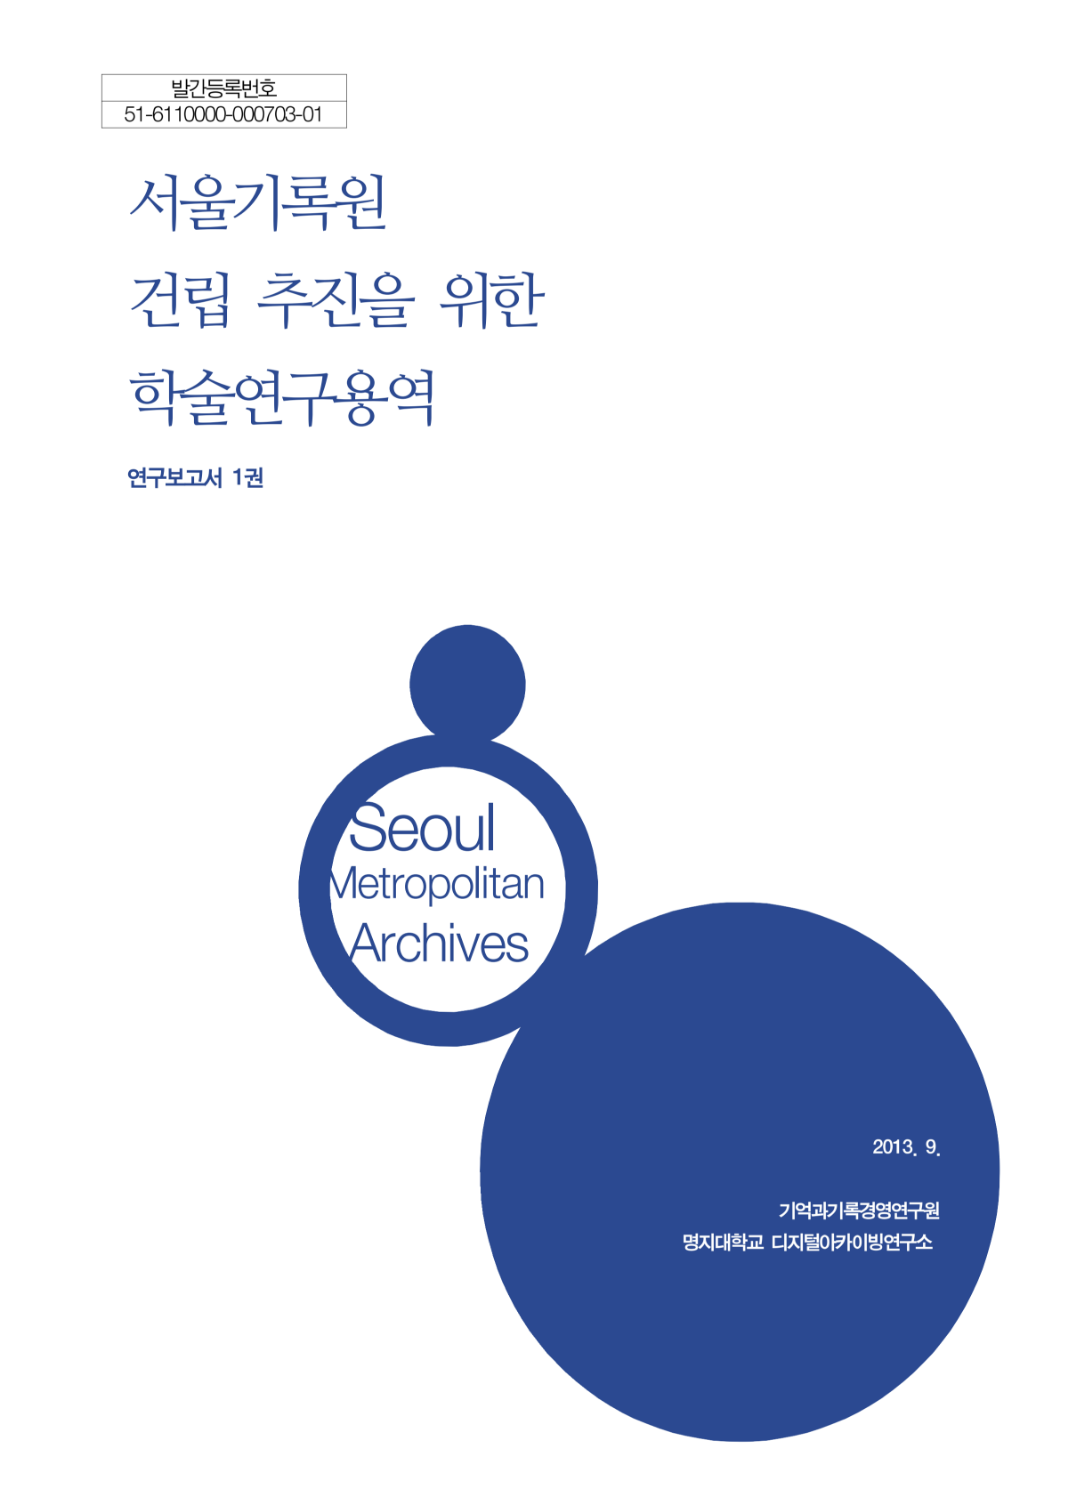 발간등록번호
51-6110000-000703-01
서울기록원
건립 추진을 위한
학술연구용역
연구보고서 1권
Seoul
Metropolitan
Archives
2013. 9.
기억과기록경영연구원
명지대학교 디지털아카이빙연구소